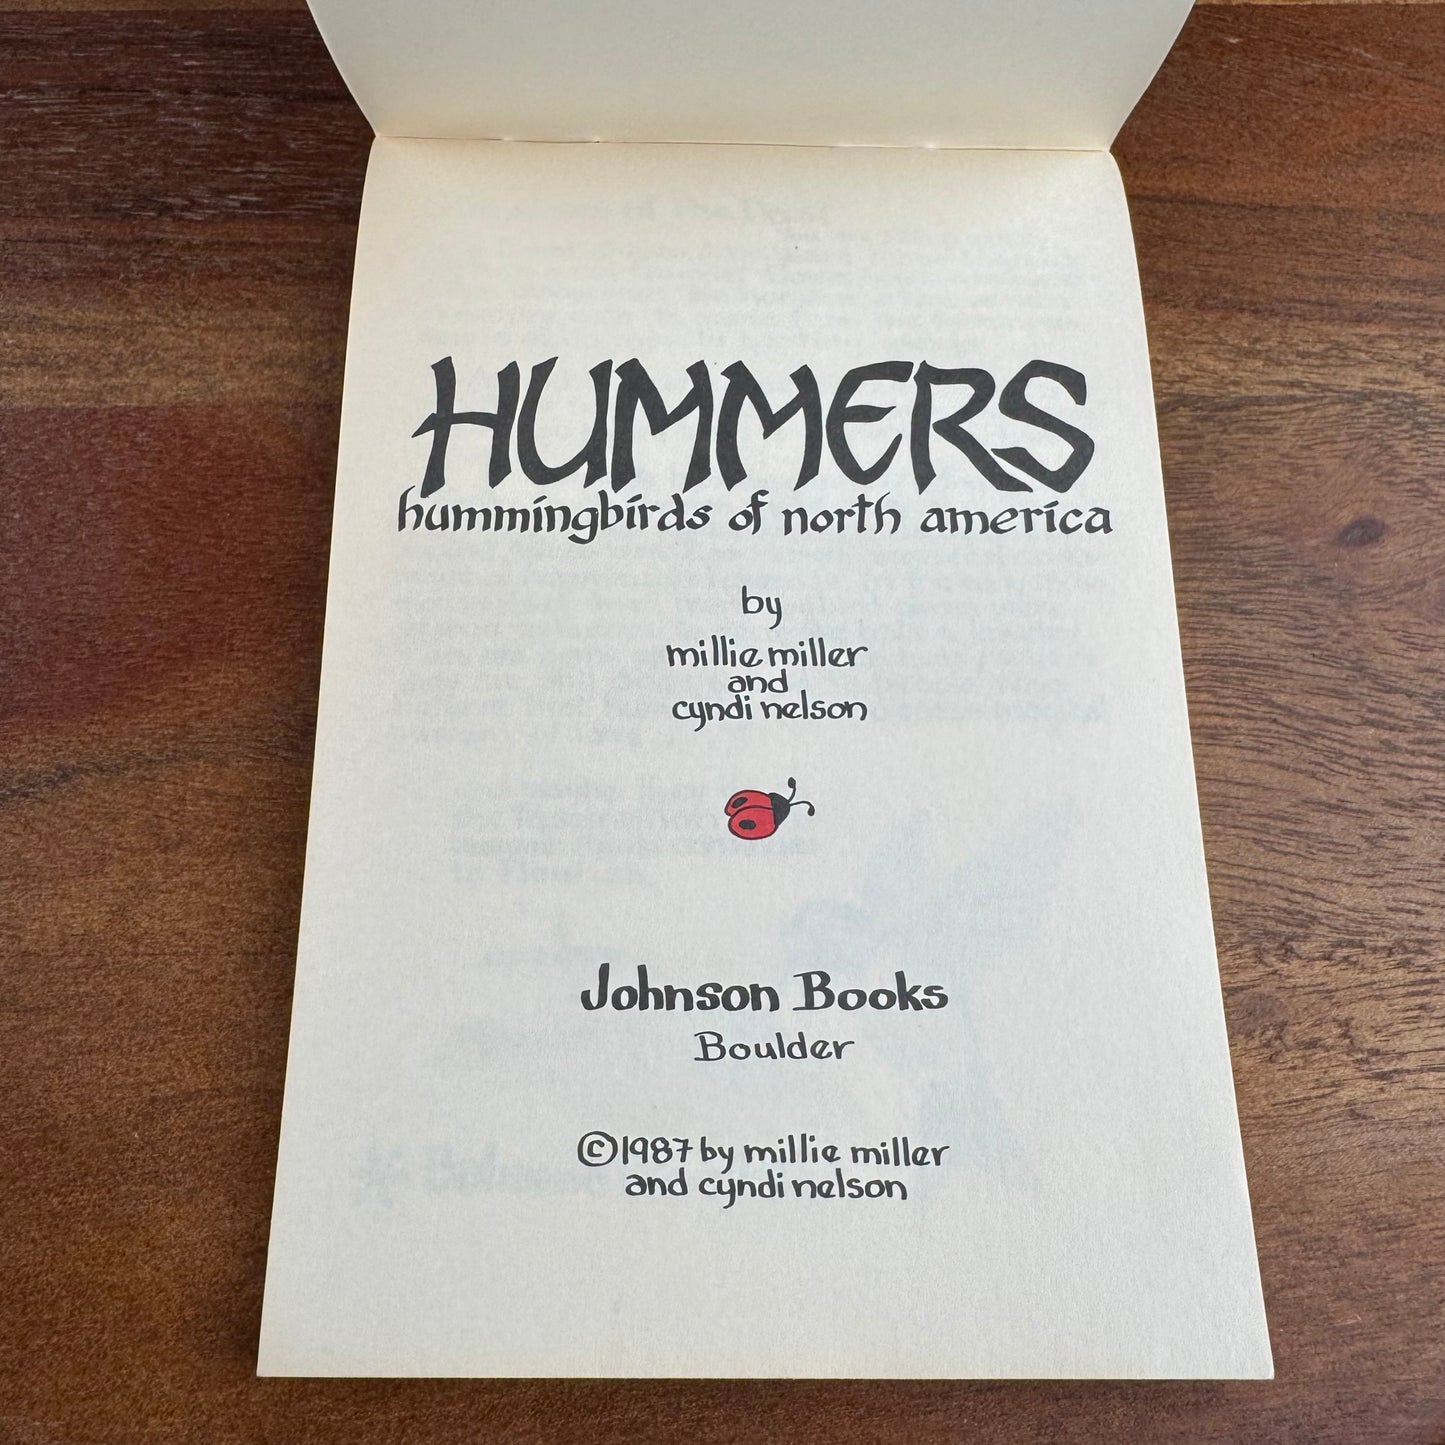 HUMMERS
hummingbirds of north america
by
millie miller
and
cyndi nelson
Johnson Books
Boulder
©1987 by millie miller
and cyndi nelson